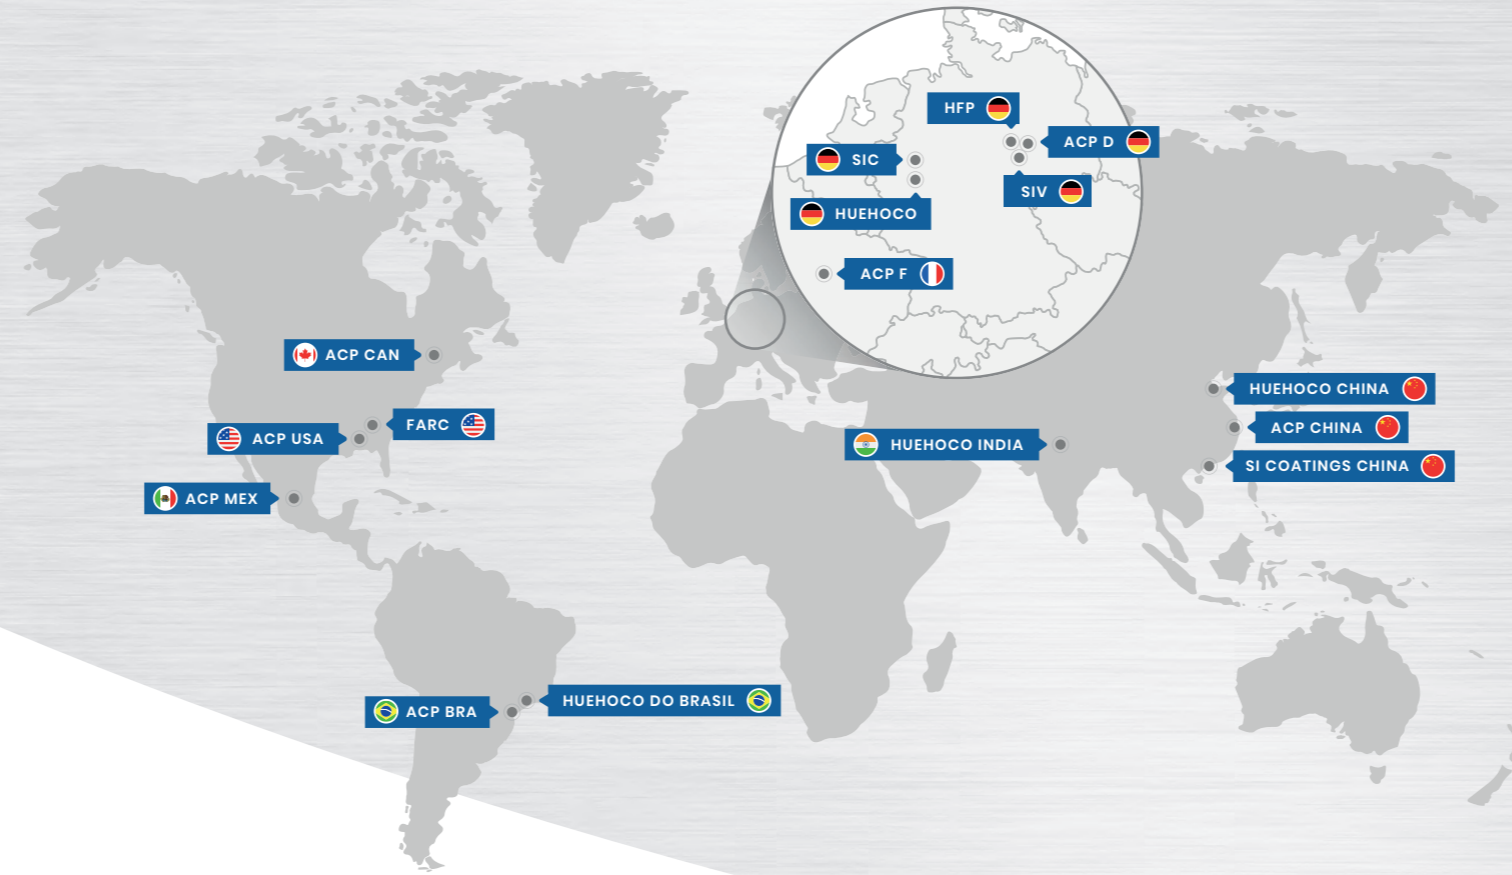 HFP
ACP D
SIC
SIV
HUEHOCO
ACP F
ACP CAN
HUEHOCO CHINA
FARC
ACP CHINA
ACP USA
HUEHOCO INDIA
SI COATINGS CHINA
ACP MEX
HUEHOCO DO BRASIL
ACP BRA